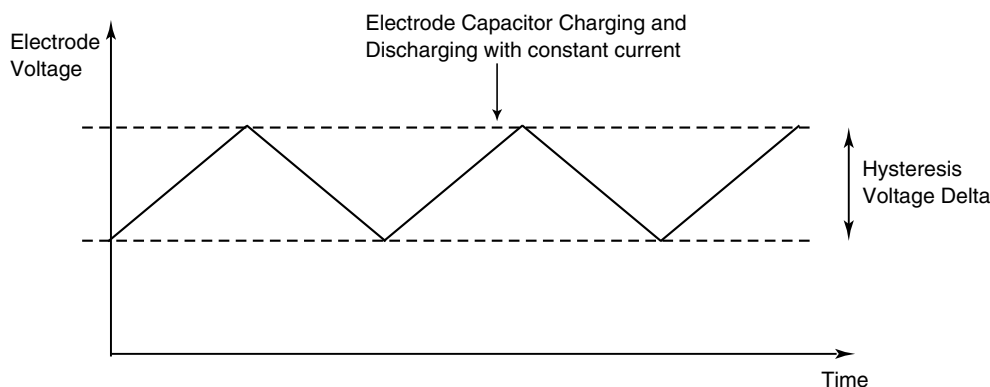 Electrode Capacitor Charging and
Discharging with constant current
Electrode
Voltage
Hysteresis
Voltage Delta
Time